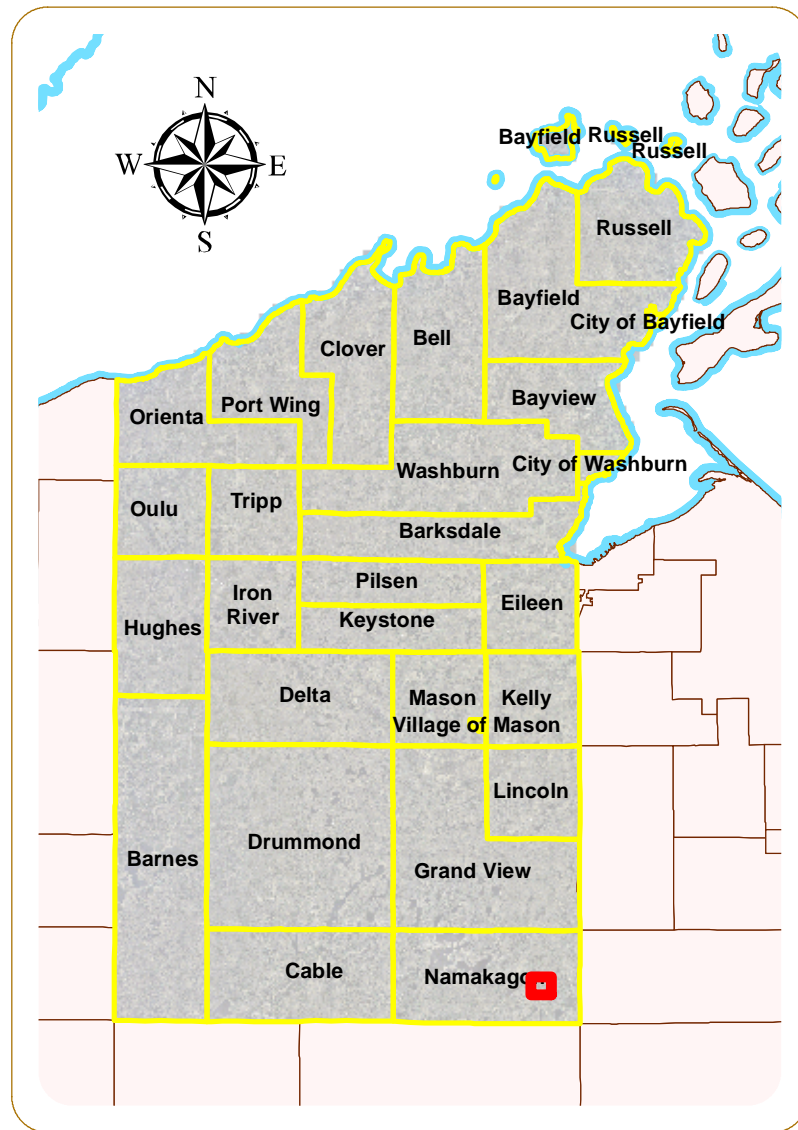 N
W
E
S
Bayfield
Russell
Russell
Russell
Bayfield
City of Bayfield
Clover
Bell
Bayview
Orienta
Port Wing
Washburn
City of Washburn
Oulu
Tripp
Barksdale
Pilsen
Iron
River
Keystone
Eileen
Hughes
Delta
Mason
Kelly
Village of Mason
Lincoln
Drummond
Barnes
Grand View
Cable
Namakago